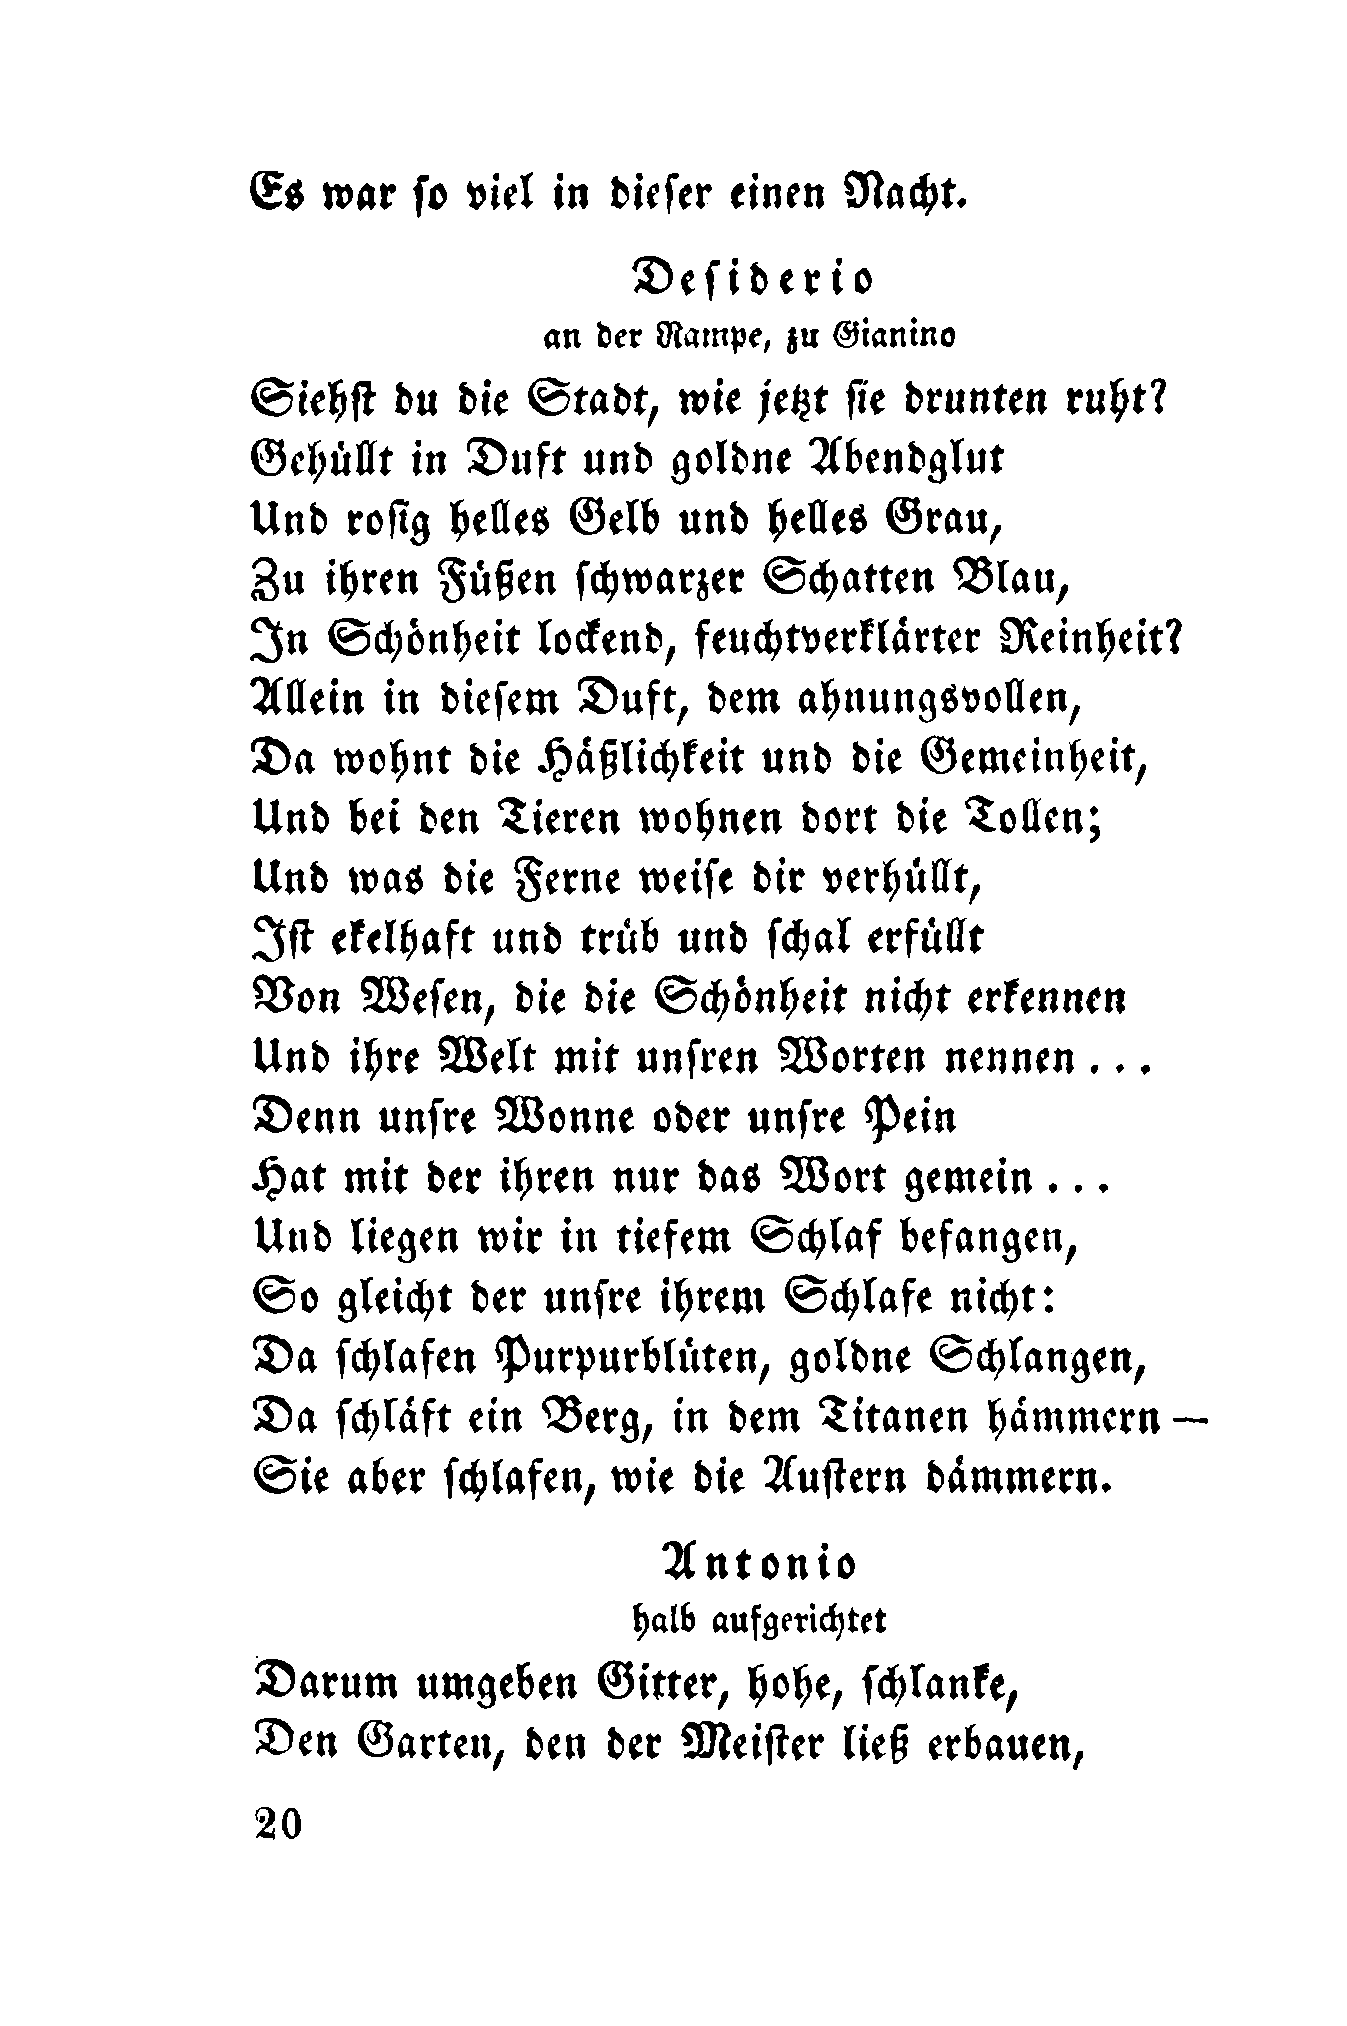 Es war so viel in dieser einen Nacht.
Desiderio
an der Rampe, zu Gianino
Siehst du die Stadt, wie jetzt sie drunten ruht?
Gehüllt in Duft und goldne Abendglut
Und rosig helles Gelb und helles Grau,
Zu ihren Füßen schwarzer Schatten Blau,
In Schönheit lockend, feuchtverklärter Reinheit?
Allein in diesem Duft, dem ahnungsvollen,
Da wohnt die Häßlichkeit und die Gemeinheit,
Und bei den Tieren wohnen dort die Tollen;
Und was die Ferne weise dir verhüllt,
Ist ekelhaft und trüb und schal erfüllt
Von Wesen, die die Schönheit nicht erkennen
Und ihre Welt mit unsren Worten nennen . . .
Denn unsre Wonne oder unsre Pein
Hat mit der ihren nur das Wort gemein . . .
Und liegen wir in tiefem Schlaf befangen,
So gleicht der unsre ihrem Schlafe nicht:
Da schlafen Purpurblüten, goldne Schlangen,
Da schläft ein Berg, in dem Titanen hämmern —
Sie aber schlafen, wie die Austern dämmern.
Antonio
halb aufgerichtet
Darum umgeben Gitter, hohe, schlanke,
Den Garten, den der Meister ließ erbauen,
20